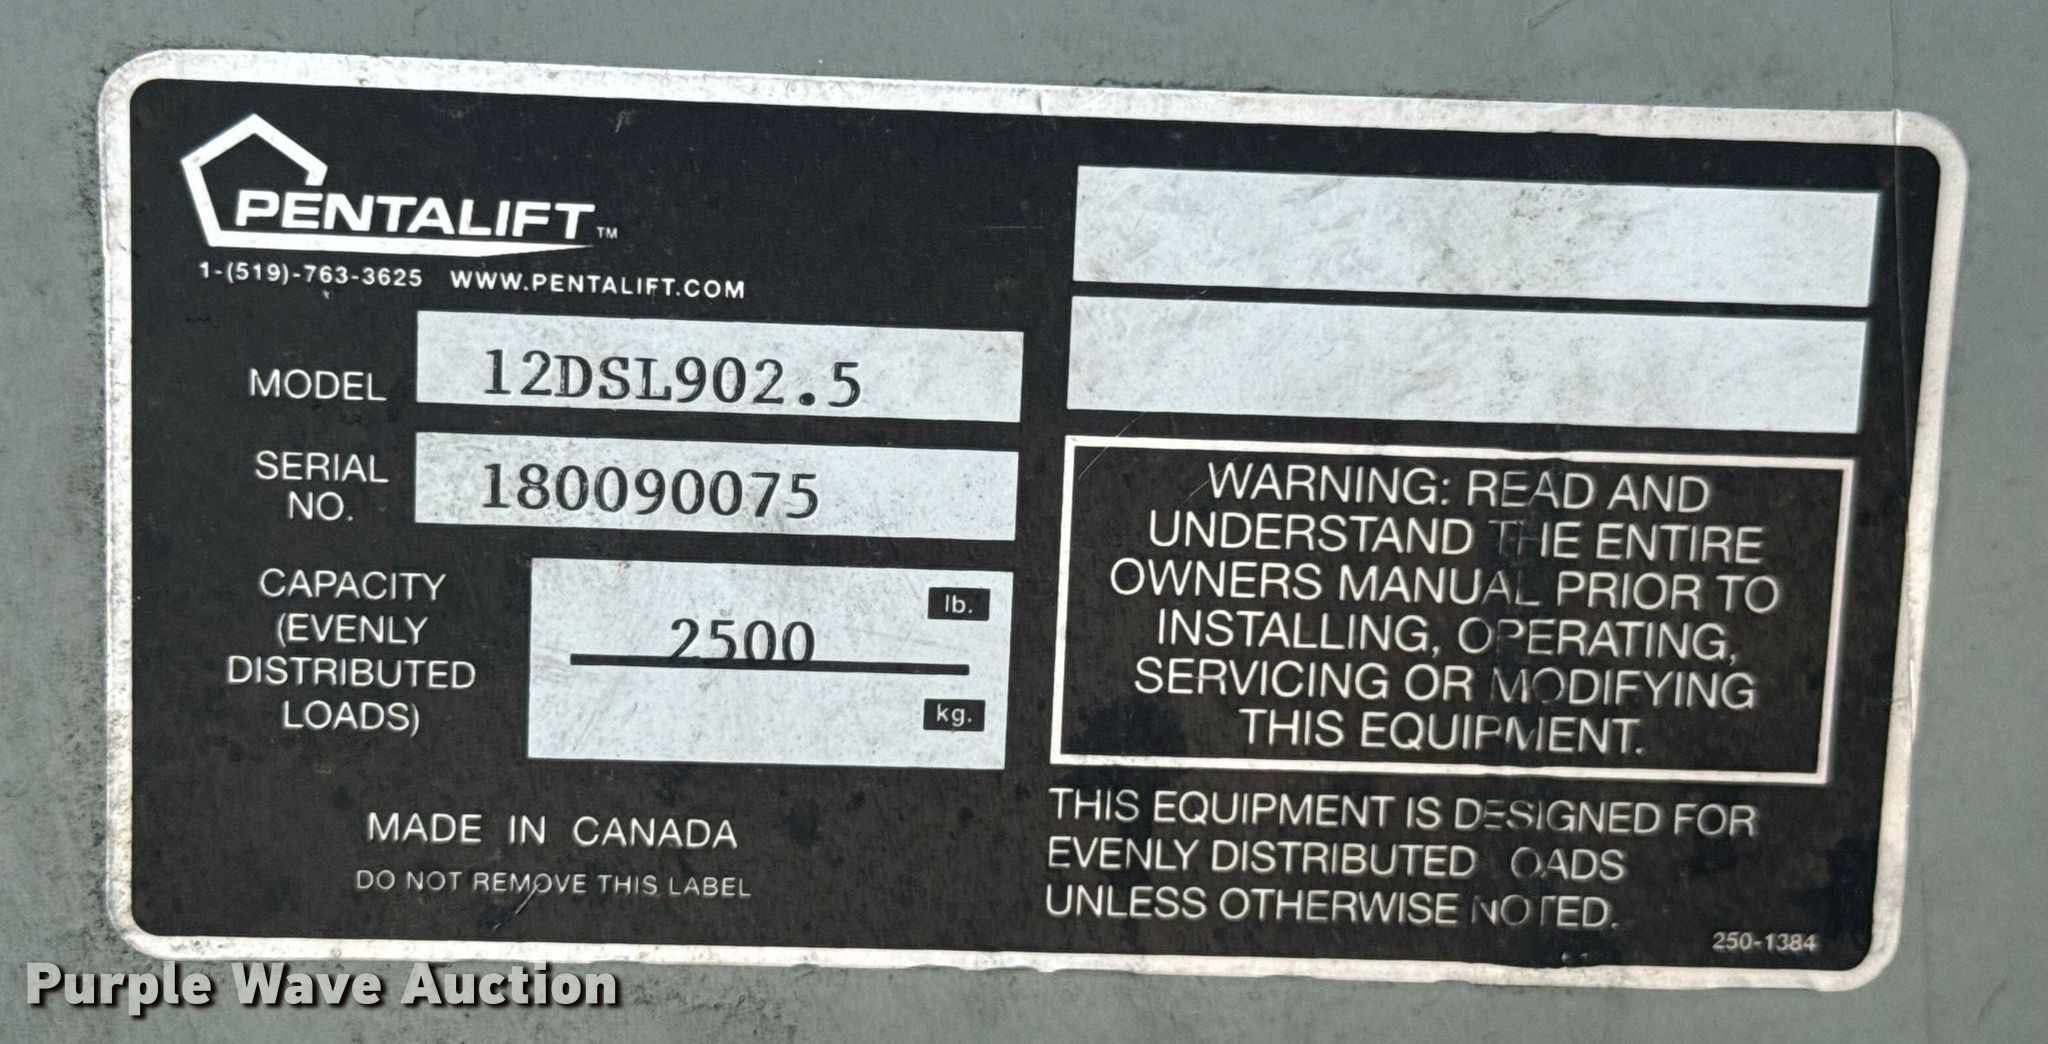 PENTALIFT™
1-(519)-763-3625 WWW.PENTALIFT.COM
MODEL 12DSL902.5
SERIAL
NO. 180090075
CAPACITY
(EVENLY
DISTRIBUTED
LOADS)
2500 lb.
kg.
MADE IN CANADA
DO NOT REMOVE THIS LABEL
WARNING: READ AND
UNDERSTAND THE ENTIRE
OWNERS MANUAL PRIOR TO
INSTALLING, OPERATING,
SERVICING OR MODIFYING
THIS EQUIPMENT.
THIS EQUIPMENT IS DESIGNED FOR
EVENLY DISTRIBUTED LOADS
UNLESS OTHERWISE NOTED.
250-1384
Purple Wave Auction